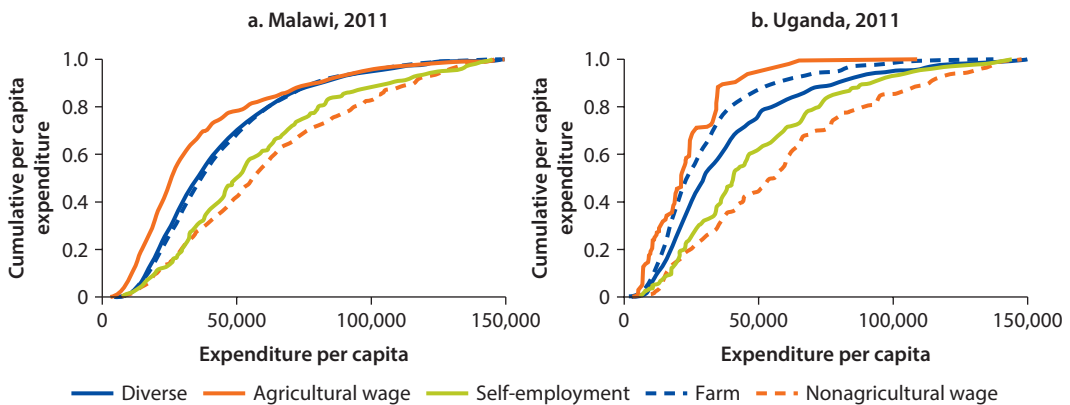 a. Malawi, 2011
Cumulative per capita
expenditure
1.0
0.8
0.6
0.4
0.2
0
0 50,000 100,000 150,000
Expenditure per capita
b. Uganda, 2011
Cumulative per capita
expenditure
1.0
0.8
0.6
0.4
0.2
0
0 50,000 100,000 150,000
Expenditure per capita
Diverse Agricultural wage Self-employment Farm Nonagricultural wage